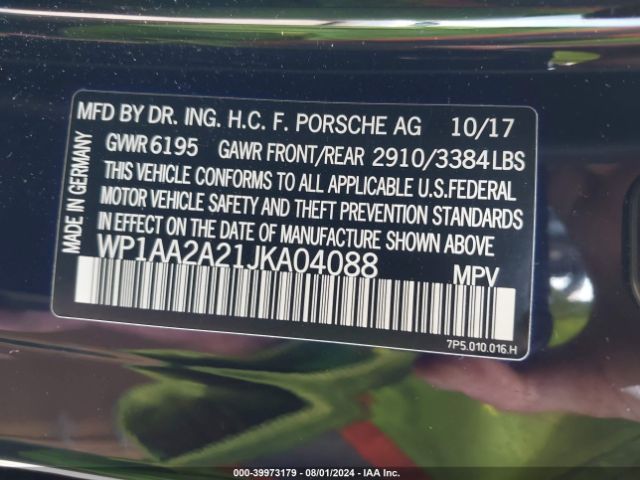 MFD BY DR. ING. H.C. F. PORSCHE AG 10/17
GWWR 6195 GAWR FRONT/REAR 2910/3384 LBS
THIS VEHICLE CONFORMS TO ALL APPLICABLE U.S.FEDERAL
MOTOR VEHICLE SAFETY AND THEFT PREVENTION STANDARDS
IN EFFECT ON THE DATE OF MANUFACTURE SHOWN ABOVE
WP1AA2A21JKA04088 MPV
MADE IN GERMANY
7P5.010.016.H
000-39973179 - 08/01/2024 - IAA Inc.